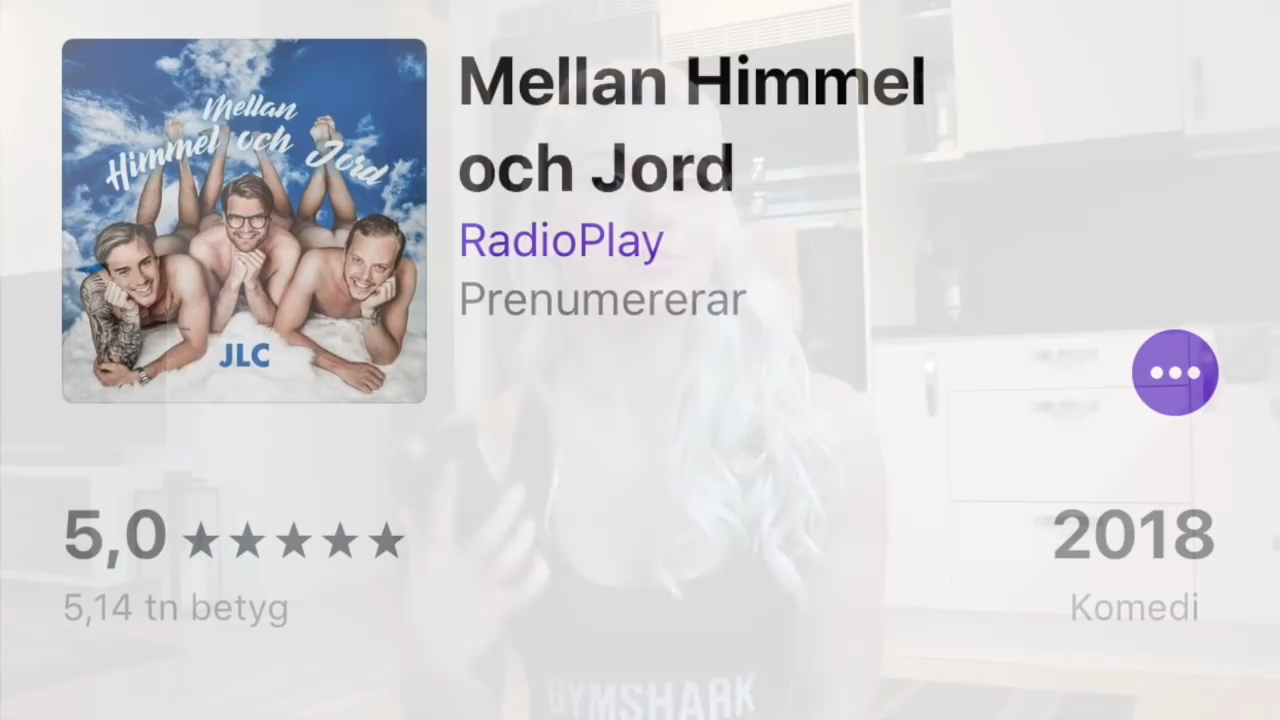 Mellan
Himmel och Jord
JLC
Mellan Himmel
och Jord
RadioPlay
Prenumererar
5,0 ★★★★★
5,14 tn betyg
2018
Komedi
GYMSHARK